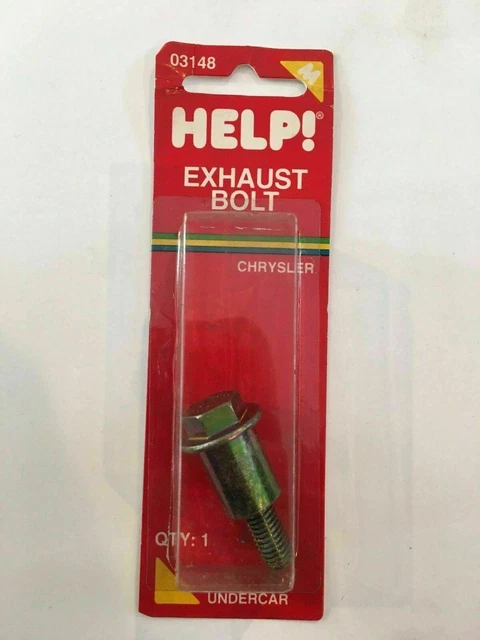 03148
HELP!®
EXHAUST
BOLT
CHRYSLER
QTY: 1
UNDERCAR